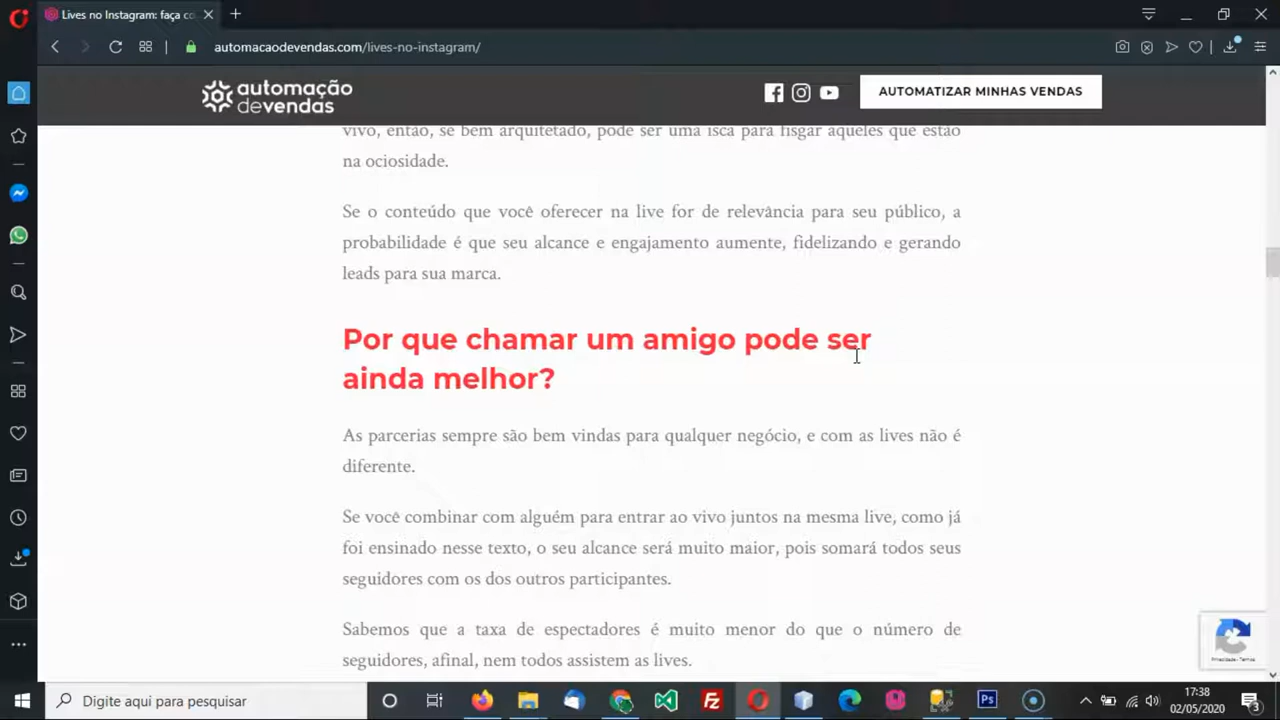 Lives no Instagram: faça co
automacaodevendas.com/lives-no-instagram/
automação
devendas
AUTOMATIZAR MINHAS VENDAS
vivo, então, se bem arquitetado, pode ser uma isca para fisgar aqueles que estão
na ociosidade.
Se o conteúdo que você oferecer na live for de relevância para seu público, a
probabilidade é que seu alcance e engajamento aumente, fidelizando e gerando
leads para sua marca.
Por que chamar um amigo pode ser
ainda melhor?
As parcerias sempre são bem vindas para qualquer negócio, e com as lives não é
diferente.
Se você combinar com alguém para entrar ao vivo juntos na mesma live, como já
foi ensinado nesse texto, o seu alcance será muito maior, pois somará todos seus
seguidores com os dos outros participantes.
Sabemos que a taxa de espectadores é muito menor do que o número de
seguidores, afinal, nem todos assistem as lives.
Privacidade - Termos
Digite aqui para pesquisar
Fz
Ps
17:38
02/05/2020
3